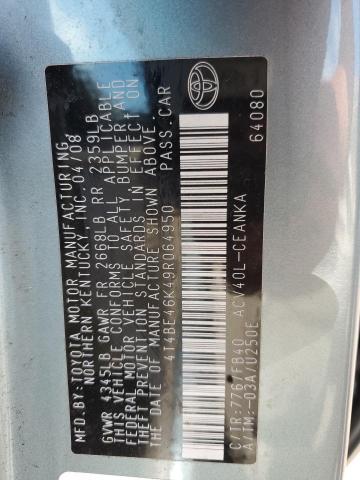 MFD.BY:TOYOTA MOTOR MANUFACTURING,
NORTHERN KENTUCKY, INC. 04/08
GVWR 4345LB GAWR FR 2668LB RR 2359LB
THIS VEHICLE CONFORMS TO ALL APPLICABLE
FEDERAL MOTOR VEHICLE SAFETY, BUMPER, AND
THEFT PREVENTION STANDARDS IN EFFECT ON
THE DATE OF MANUFACTURE SHOWN ABOVE.
4T4BE46K49R064950 PASS.CAR
C/TR:776/FB40 ACV40L-CEANKA
A/TM:-03A/U250E
64080